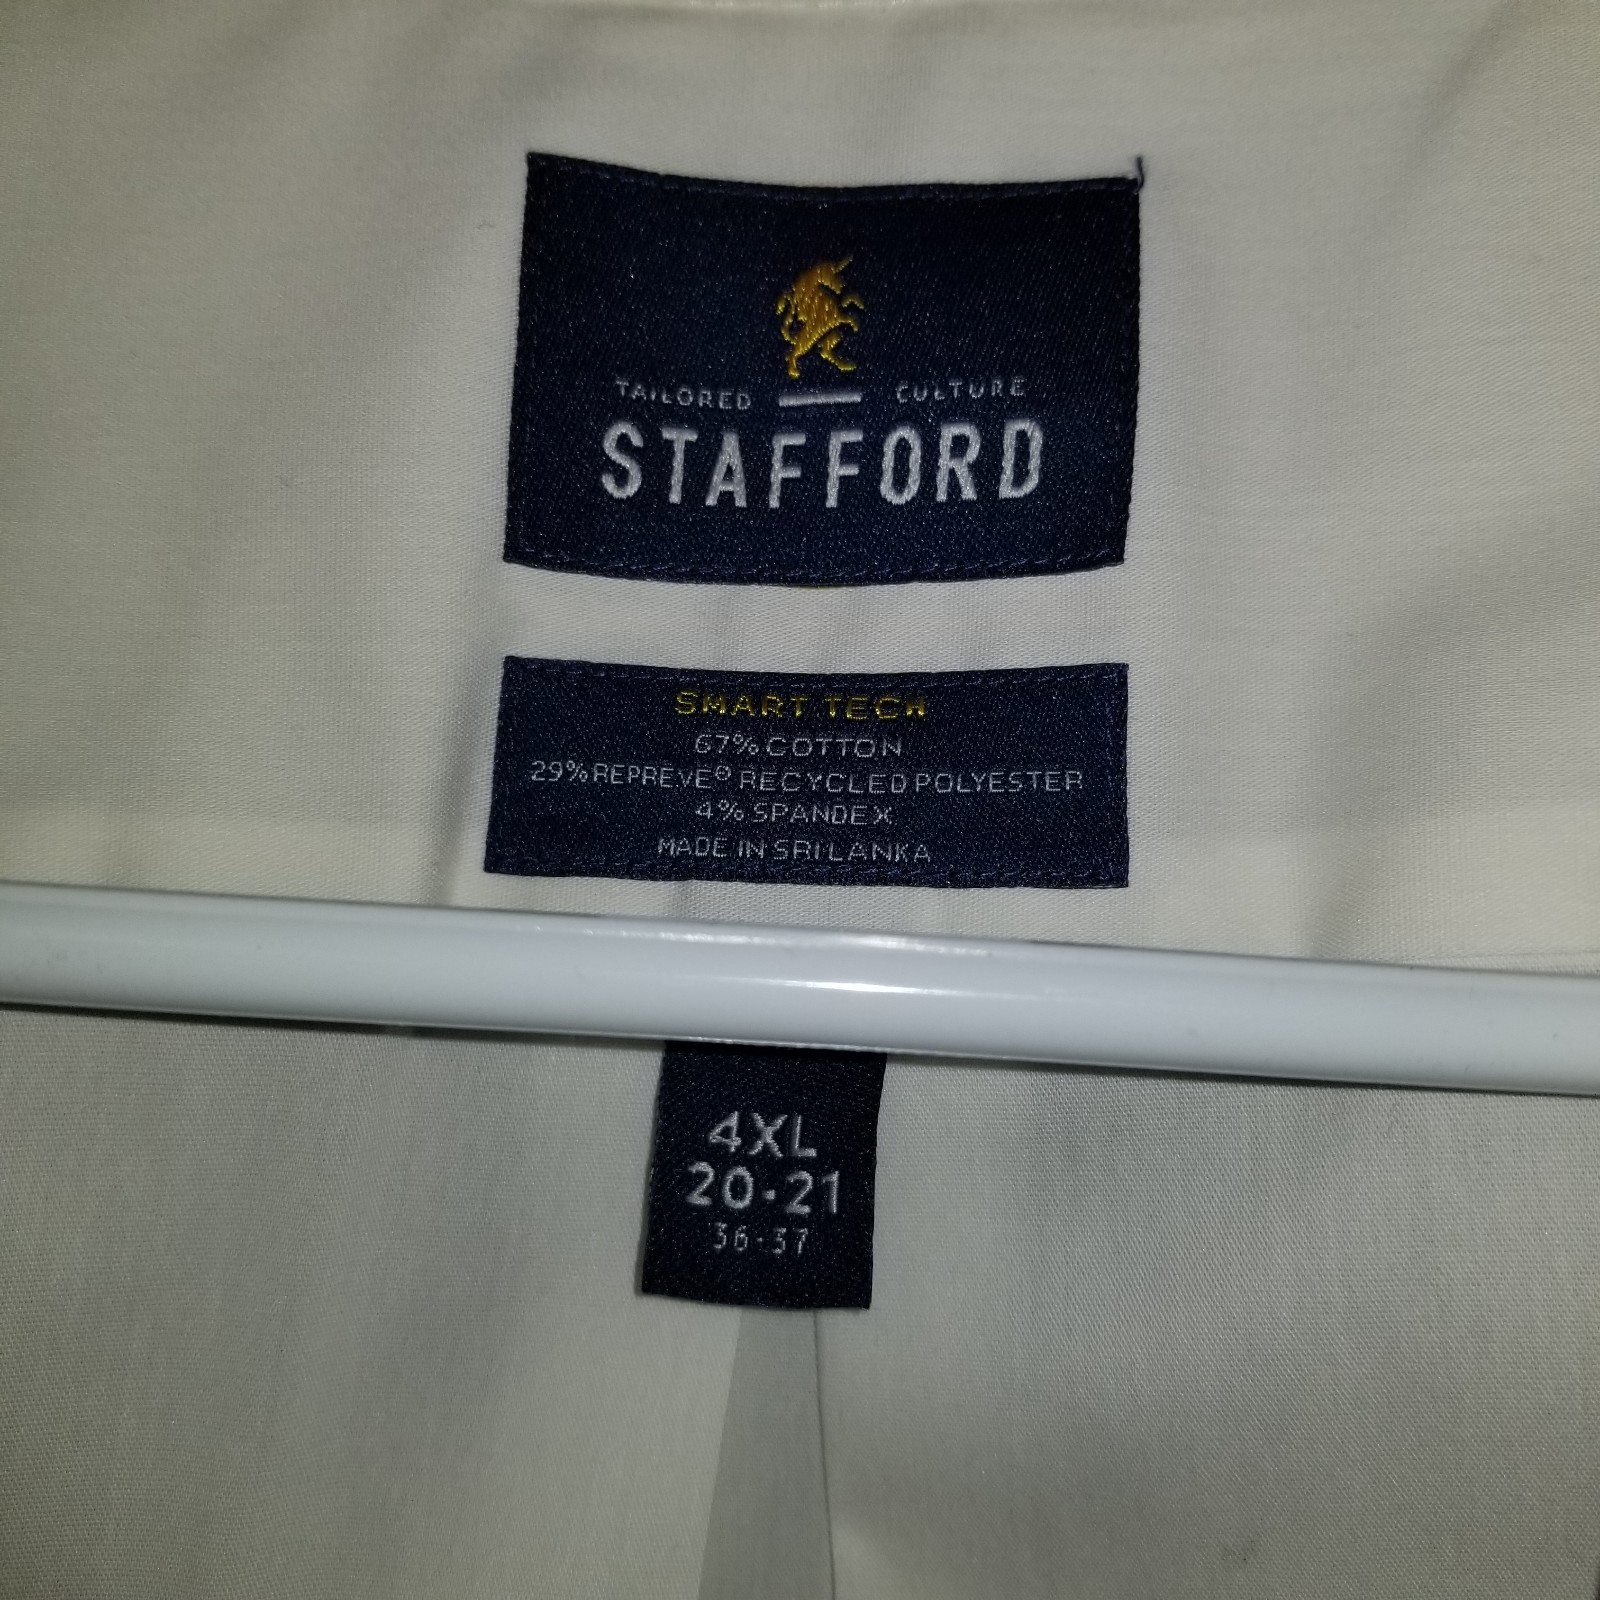 TAILORED CULTURE
STAFFORD
SMART TECH
67% COTTON
29% REPREVE® RECYCLED POLYESTER
4% SPANDEX
MADE IN SRI LANKA
4XL
20·21
36·37